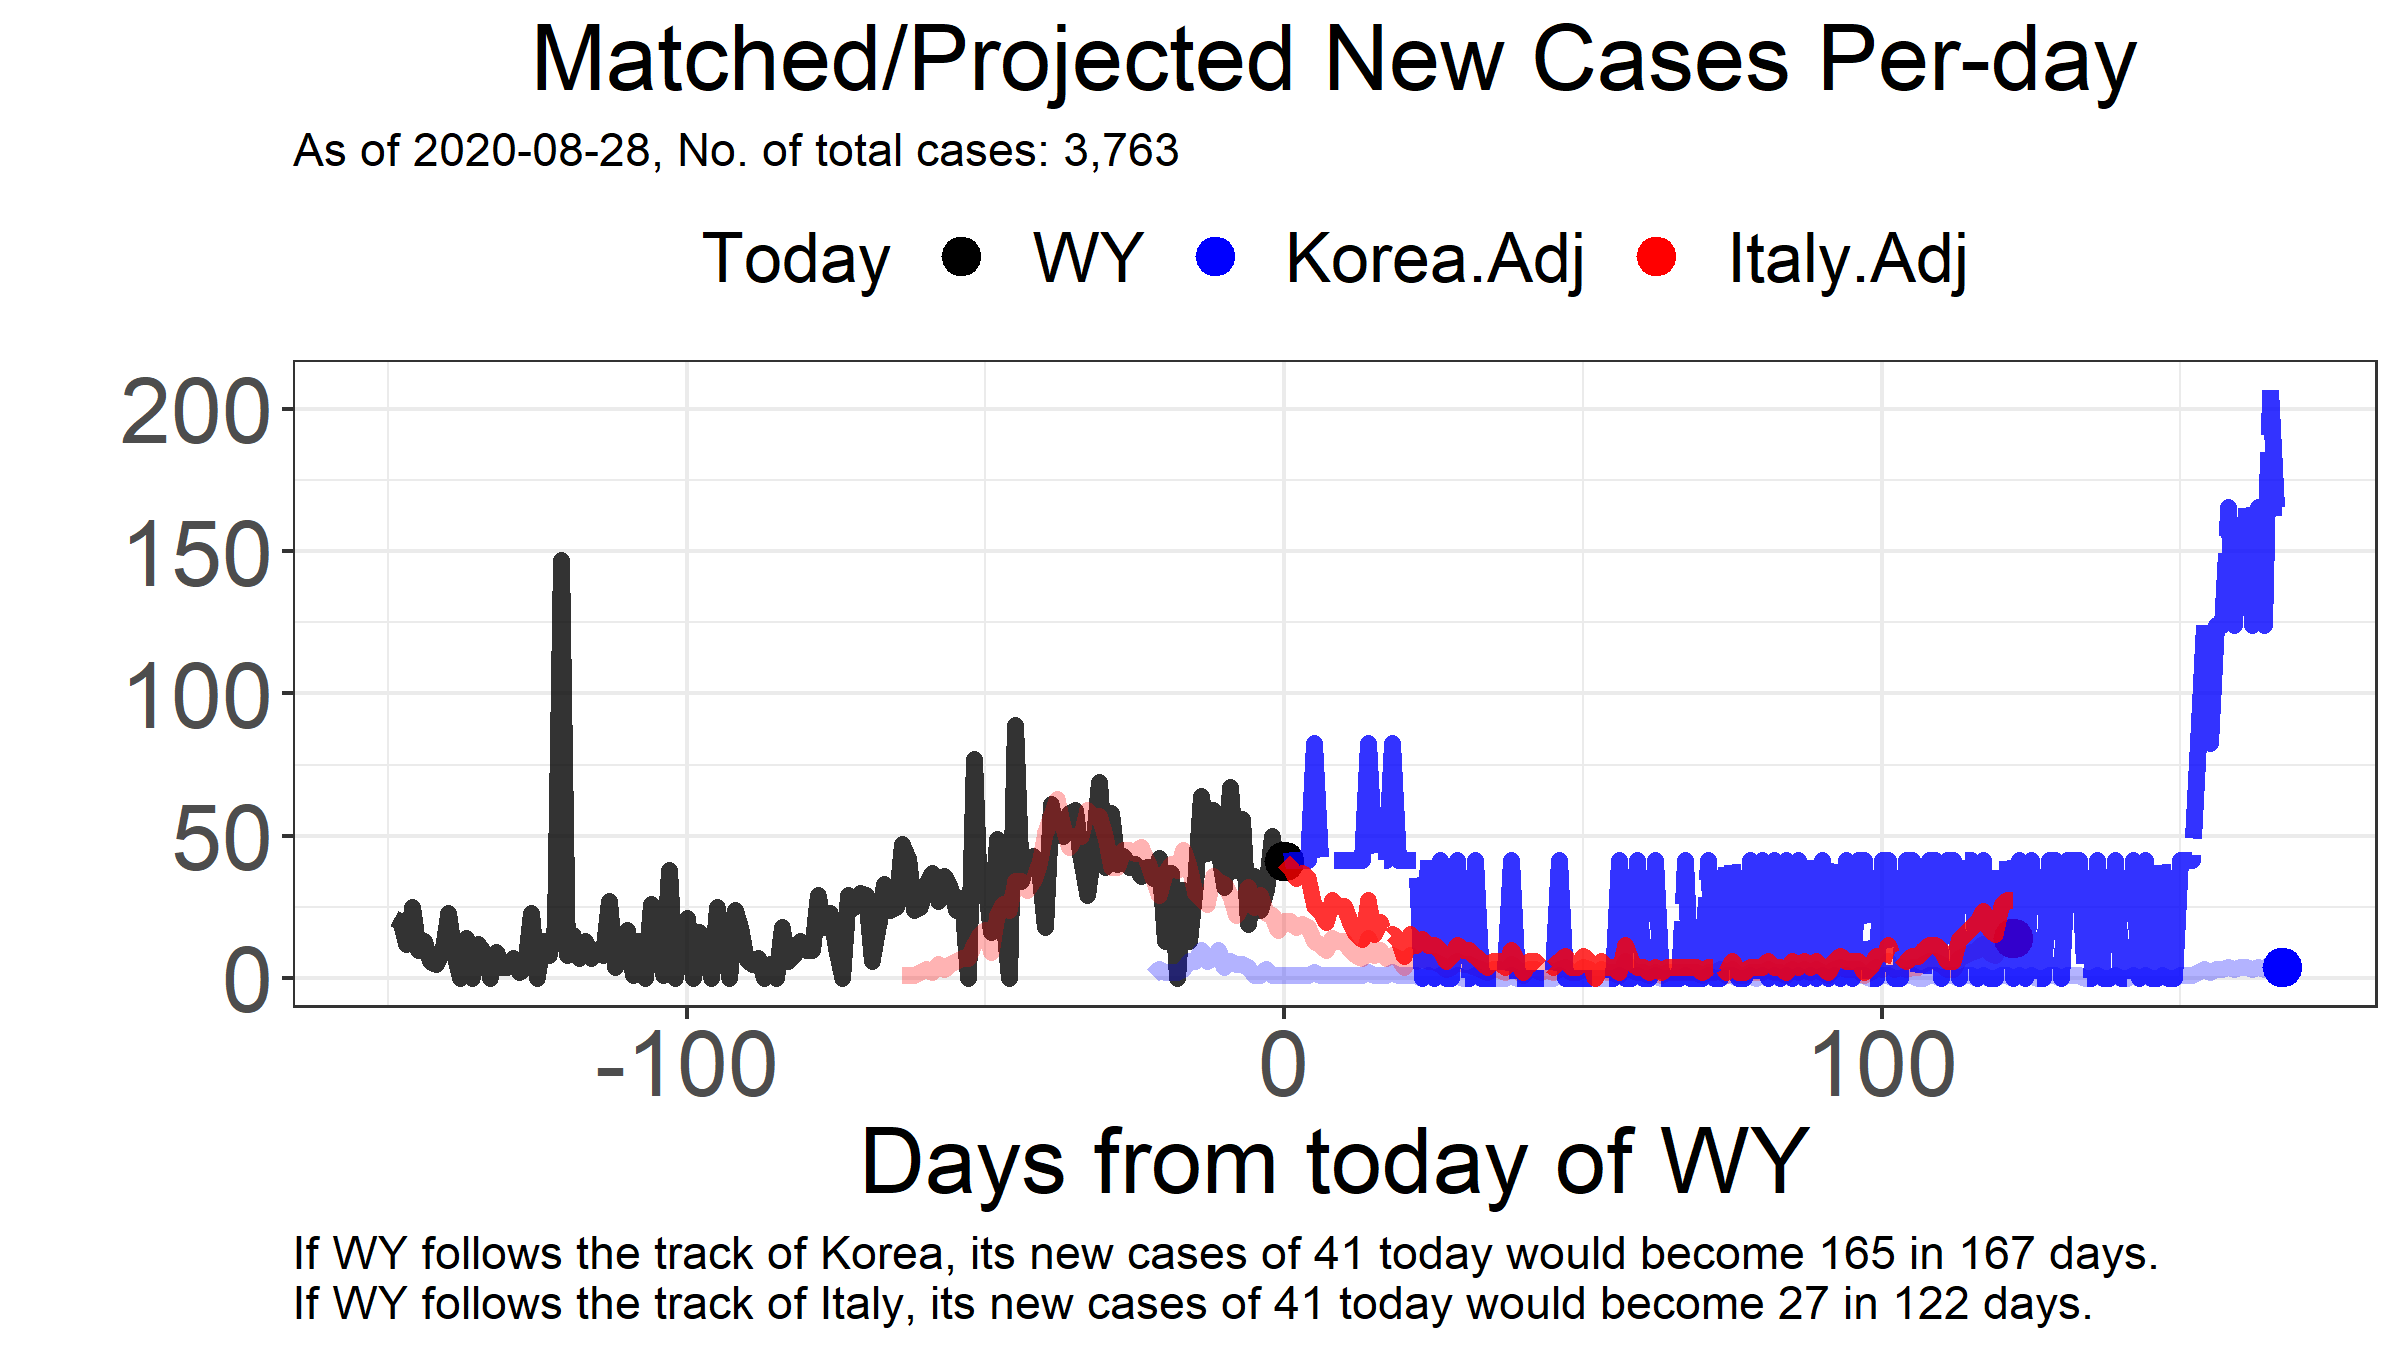 Matched/Projected New Cases Per-day
As of 2020-08-28, No. of total cases: 3,763
Today WY Korea.Adj Italy.Adj
200
150
100
50
0
-100 0 100
Days from today of WY
If WY follows the track of Korea, its new cases of 41 today would become 165 in 167 days.
If WY follows the track of Italy, its new cases of 41 today would become 27 in 122 days.